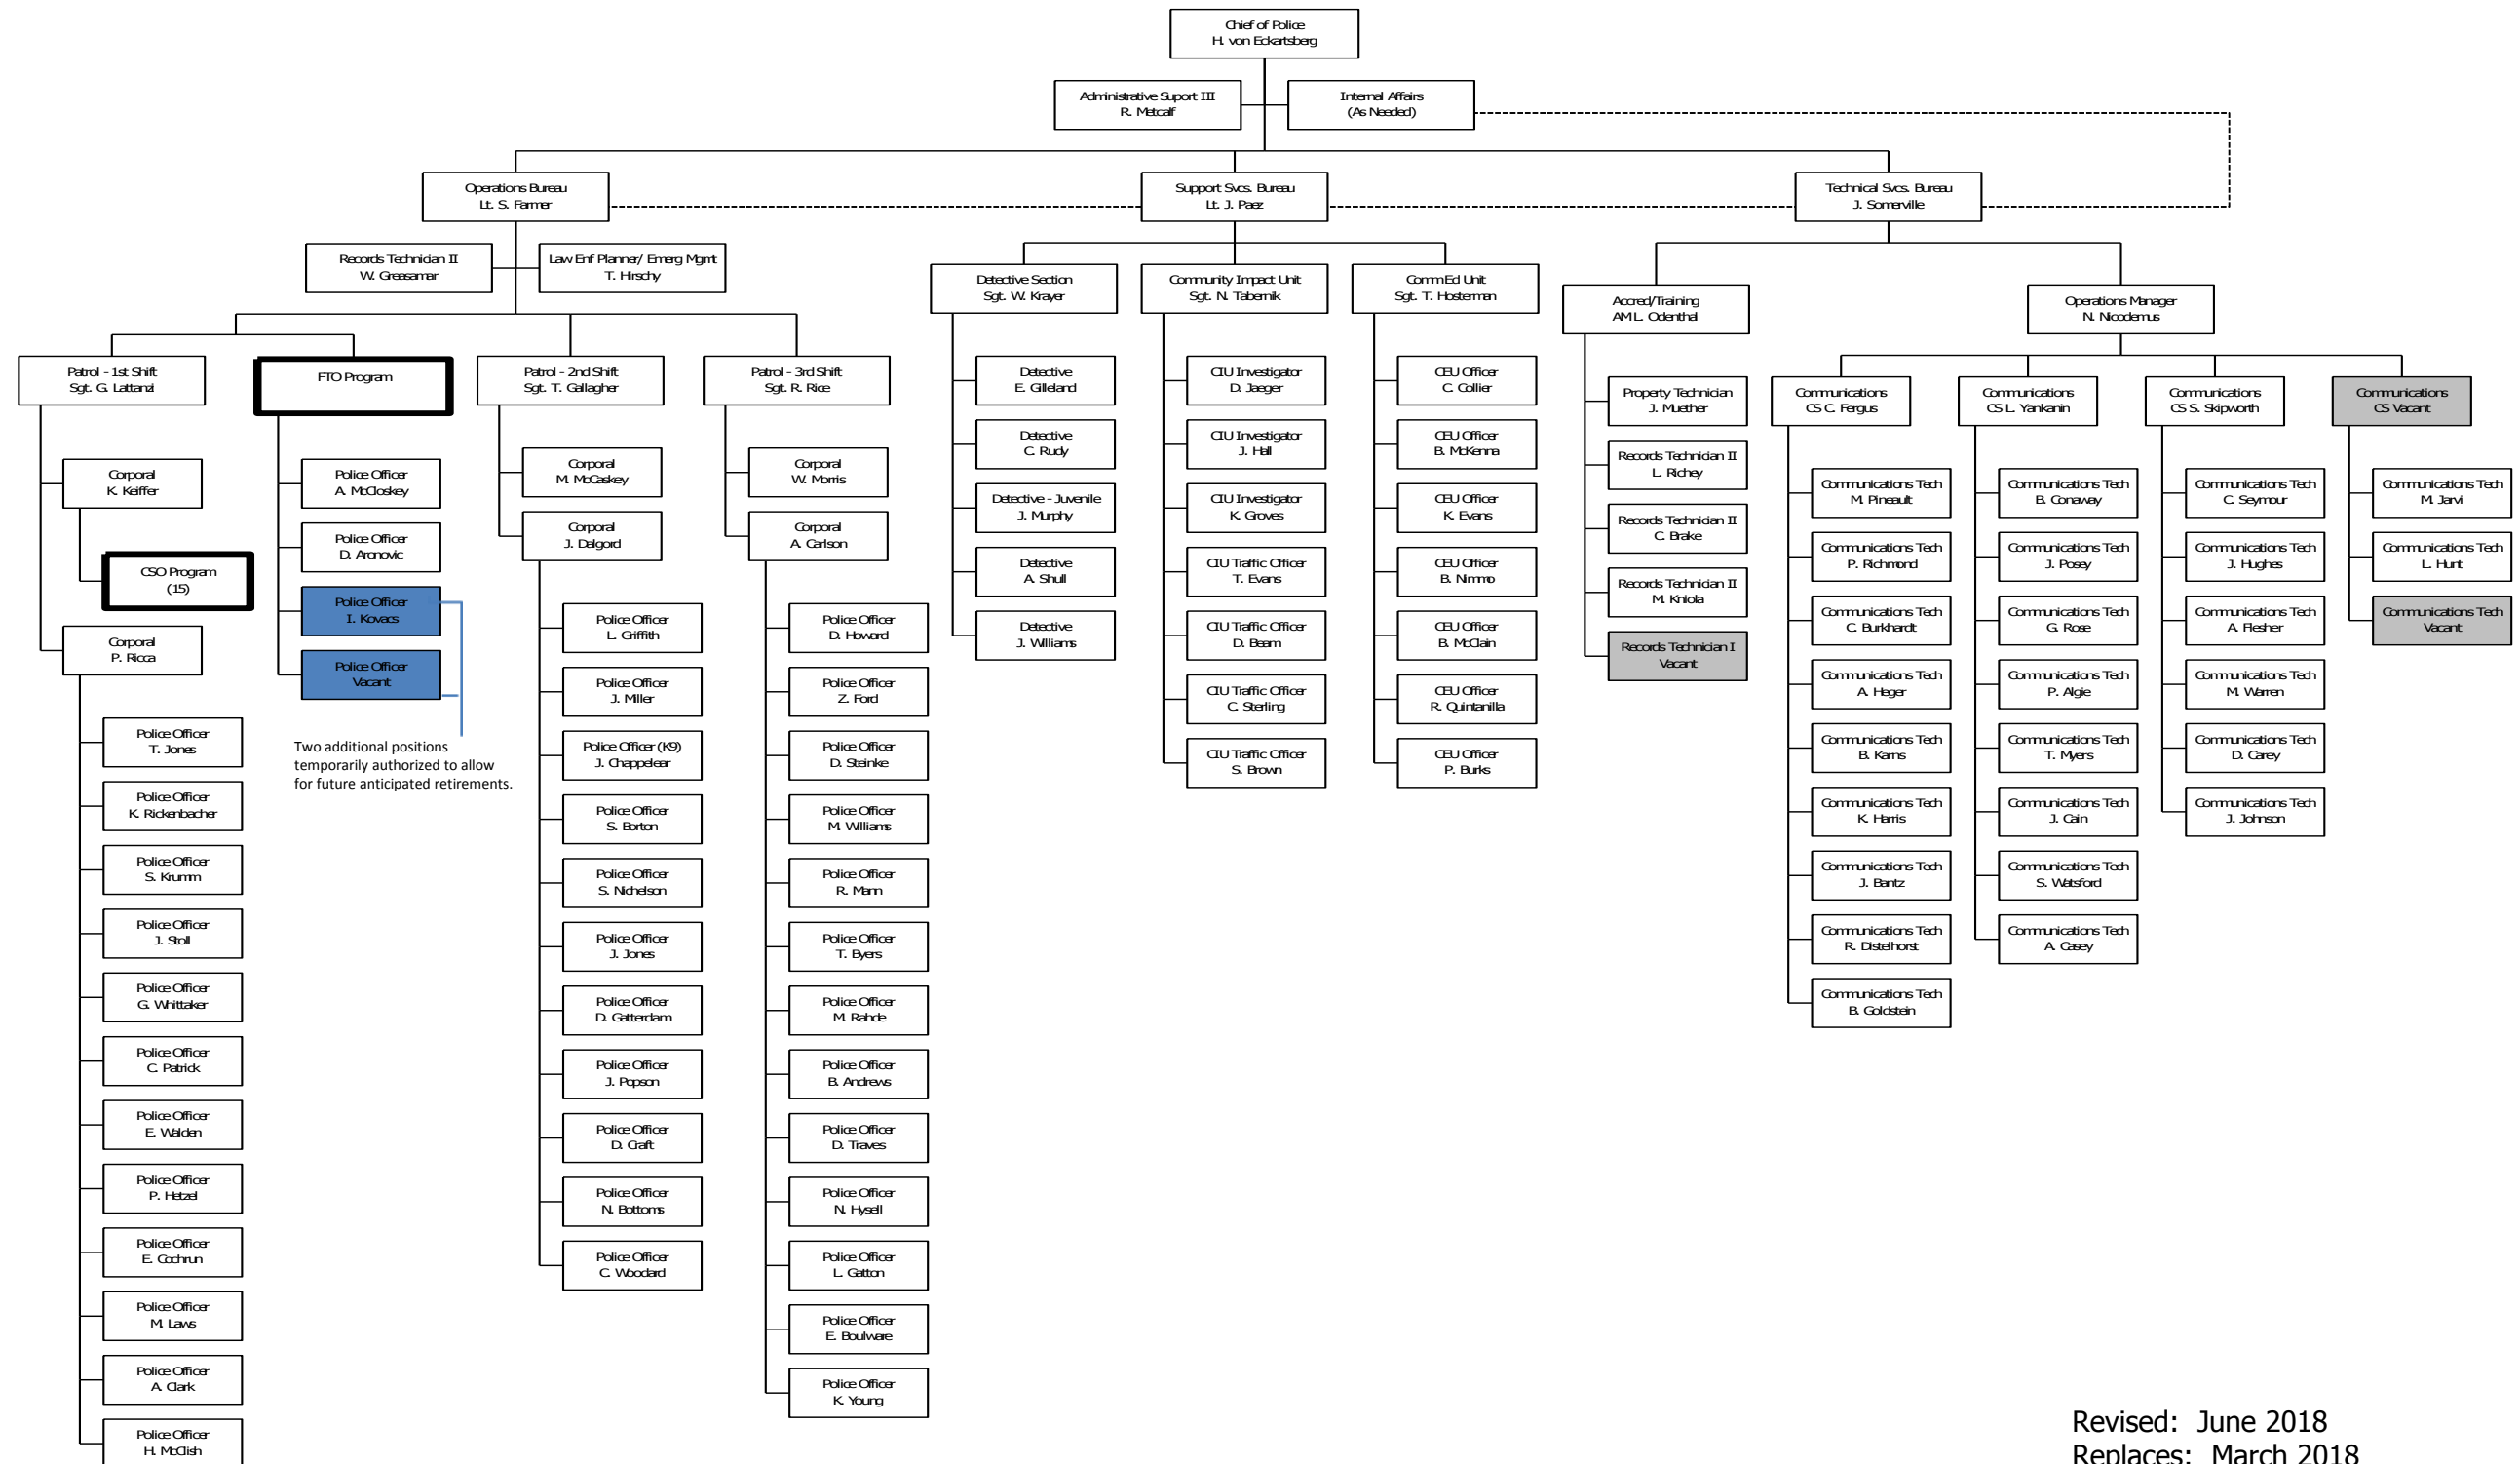 Chief of Police
H. von Eckartsberg
Administrative Suport III
R. Metcalf
Internal Affairs
(As Needed)
Operations Bureau
Lt. S. Farmer
Support Svcs. Bureau
Lt. J. Paez
Technical Svcs. Bureau
J. Somerville
Records Technician II
W. Greasamar
Law Enf Planner/ Emerg Mgmt
T. Hirschy
Patrol - 1st Shift
Sgt. G. Lattanzi
FTO Program
Patrol - 2nd Shift
Sgt. T. Gallagher
Patrol - 3rd Shift
Sgt. R. Rice
Corporal
K. Keiffer
CSO Program
(15)
Corporal
P. Ricca
Police Officer
T. Jones
Police Officer
K. Rickenbacher
Police Officer
S. Krumm
Police Officer
J. Stoll
Police Officer
G. Whittaker
Police Officer
C. Patrick
Police Officer
E. Walden
Police Officer
P. Hetzel
Police Officer
E. Cochrun
Police Officer
M. Laws
Police Officer
A. Clark
Police Officer
H. McClish
Police Officer
A. McCloskey
Police Officer
D. Aronovic
Police Officer
I. Kovacs
Police Officer
Vacant
Two additional positions
temporarily authorized to allow
for future anticipated retirements.
Corporal
M. McCaskey
Corporal
J. Dalgord
Police Officer
L. Griffith
Police Officer
J. Miller
Police Officer (K9)
J. Chappelear
Police Officer
S. Borton
Police Officer
S. Nichelson
Police Officer
J. Jones
Police Officer
D. Gatterdam
Police Officer
J. Popson
Police Officer
D. Craft
Police Officer
N. Bottoms
Police Officer
C. Woodard
Corporal
W. Morris
Corporal
A. Carlson
Police Officer
D. Howard
Police Officer
Z. Ford
Police Officer
D. Steinke
Police Officer
M. Williams
Police Officer
R. Mann
Police Officer
T. Byers
Police Officer
M. Rahde
Police Officer
B. Andrews
Police Officer
D. Traves
Police Officer
N. Hysell
Police Officer
L. Gatton
Police Officer
E. Boulware
Police Officer
K. Young
Detective Section
Sgt. W. Krayer
Detective
E. Gilleland
Detective
C. Rudy
Detective - Juvenile
J. Murphy
Detective
A. Shull
Detective
J. Williams
Community Impact Unit
Sgt. N. Tabernik
CIU Investigator
D. Jaeger
CIU Investigator
J. Hall
CIU Investigator
K. Groves
CIU Traffic Officer
T. Evans
CIU Traffic Officer
D. Beam
CIU Traffic Officer
C. Sterling
CIU Traffic Officer
S. Brown
Comm Ed Unit
Sgt. T. Hosterman
CEU Officer
C. Collier
CEU Officer
B. McKenna
CEU Officer
K. Evans
CEU Officer
B. Nimmo
CEU Officer
B. McClain
CEU Officer
R. Quintanilla
CEU Officer
P. Burks
Accred/Training
AM L. Odenthal
Property Technician
J. Muether
Records Technician II
L. Richey
Records Technician II
C. Brake
Records Technician II
M. Kniola
Records Technician I
Vacant
Operations Manager
N. Nicodemus
Communications
CS C. Fergus
Communications Tech
M. Pineault
Communications Tech
P. Richmond
Communications Tech
C. Burkhardt
Communications Tech
A. Heger
Communications Tech
B. Karns
Communications Tech
K. Harris
Communications Tech
J. Bantz
Communications Tech
R. Distelhorst
Communications Tech
B. Goldstein
Communications
CS L. Yankanin
Communications Tech
B. Conaway
Communications Tech
J. Posey
Communications Tech
G. Rose
Communications Tech
P. Algie
Communications Tech
T. Myers
Communications Tech
J. Cain
Communications Tech
S. Watsford
Communications Tech
A. Casey
Communications
CS S. Skipworth
Communications Tech
C. Seymour
Communications Tech
J. Hughes
Communications Tech
A. Flesher
Communications Tech
M. Warren
Communications Tech
D. Carey
Communications Tech
J. Johnson
Communications
CS Vacant
Communications Tech
M. Jarvi
Communications Tech
L. Hunt
Communications Tech
Vacant
Revised: June 2018
Replaces: March 2018